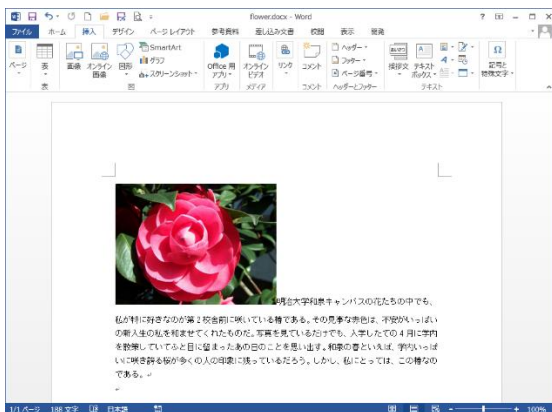 flower.docx - Word
ファイル ホーム 挿入 デザイン ページ レイアウト 参考資料 差し込み文書 校閲 表示 開発
ページ
表
画像
オンライン画像
図形
SmartArt
グラフ
スクリーンショット
Office 用アプリ
オンラインビデオ
リンク
コメント
ヘッダー
フッター
ページ番号
挨拶文
テキストボックス
記号と特殊文字
表 図 アプリ メディア コメント ヘッダーとフッター テキスト
明治大学和泉キャンパスの花たちの中でも、
私が特に好きなのが第2校舎前に咲いている椿である。その見事な赤色は、不安がいっぱい
の新入生の私を和ませてくれたものだ。写真を見ているだけでも、入学したての4月に学内
を散策していてふと目に留まったあの日のことを思い出す。和泉の春といえば、学内いっぱ
いに咲き誇る桜が多くの人の印象に残っているだろう。しかし、私にとっては、この椿なの
である。
1/1 ページ 188 文字 日本語 100%